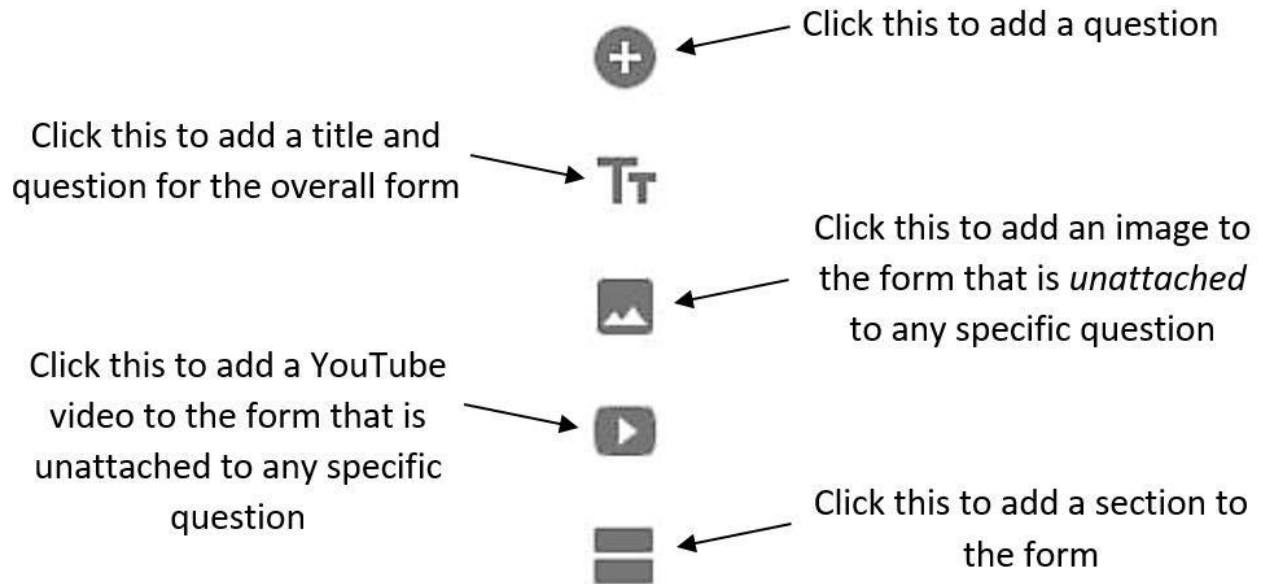 Click this to add a question
Click this to add a title and
question for the overall form
Tт
Click this to add an image to
the form that is unattached
to any specific question
Click this to add a YouTube
video to the form that is
unattached to any specific
question
Click this to add a section to
the form